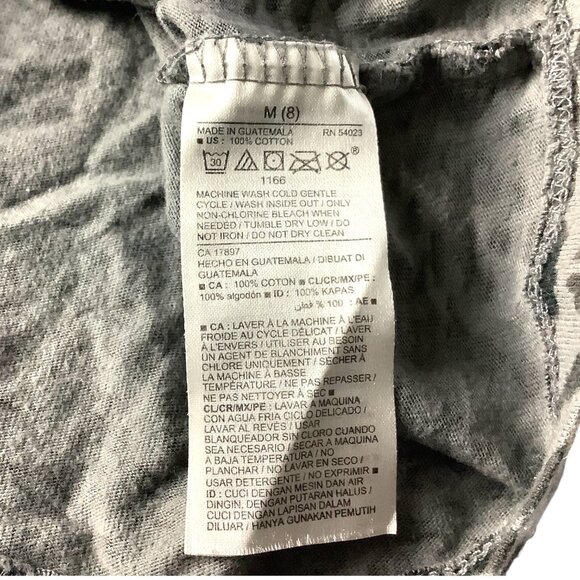 M (8)
MADE IN GUATEMALA RN 54023
■ US : 100% COTTON
30
®
1166
MACHINE WASH COLD GENTLE
CYCLE / WASH INSIDE OUT / ONLY
NON-CHLORINE BLEACH WHEN
NEEDED / TUMBLE DRY LOW / DO
NOT IRON / DO NOT DRY CLEAN
CA 17897
HECHO EN GUATEMALA / DIBUAT DI
GUATEMALA
■ CA : 100% COTON ■ CL/CR/MX/PE :
100% algodón ■ ID : 100% KAPAS
■ AE : 100 % قطن
■ CA : LAVER À LA MACHINE À L'EAU
FROIDE AU CYCLE DÉLICAT / LAVER
À L'ENVERS / UTILISER AU BESOIN
UN AGENT DE BLANCHIMENT SANS
CHLORE UNIQUEMENT / SÉCHER À
LA MACHINE À BASSE
TEMPÉRATURE / NE PAS REPASSER /
NE PAS NETTOYER À SEC ■
CL/CR/MX/PE : LAVAR A MAQUINA
CON AGUA FRIA CICLO DELICADO /
LAVAR AL REVÉS / USAR
BLANQUEADOR SIN CLORO CUANDO
SEA NECESARIO / SECAR A MAQUINA
A BAJA TEMPERATURA / NO
PLANCHAR / NO LAVAR EN SECO /
USAR DETERGENTE / NO EXPRIMIR ■
ID : CUCI DENGAN MESIN DAN AIR
DINGIN, DENGAN PUTARAN HALUS /
CUCI DENGAN LAPISAN DALAM
DILUAR / HANYA GUNAKAN PEMUTIH